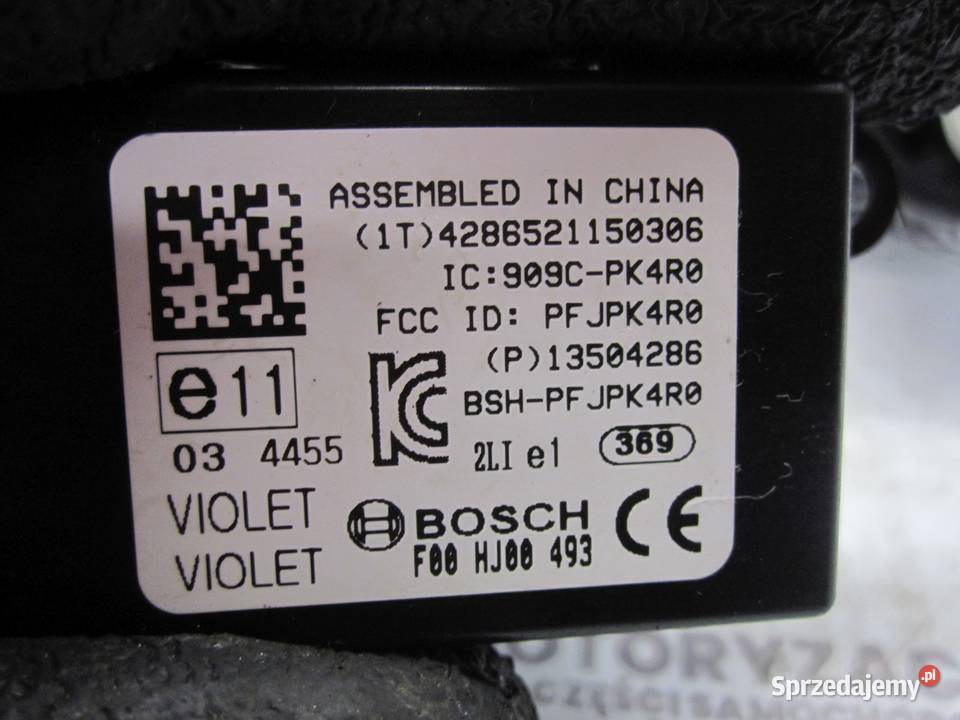 ASSEMBLED IN CHINA
(1T)4286521150306
IC:909C-PK4R0
FCC ID: PFJPK4R0
(P)13504286
BSH-PFJPK4R0
e11
03 4455
2LI e1 369
VIOLET
VIOLET
BOSCH CE
F00 HJ00 493
Sprzedajemy.pl